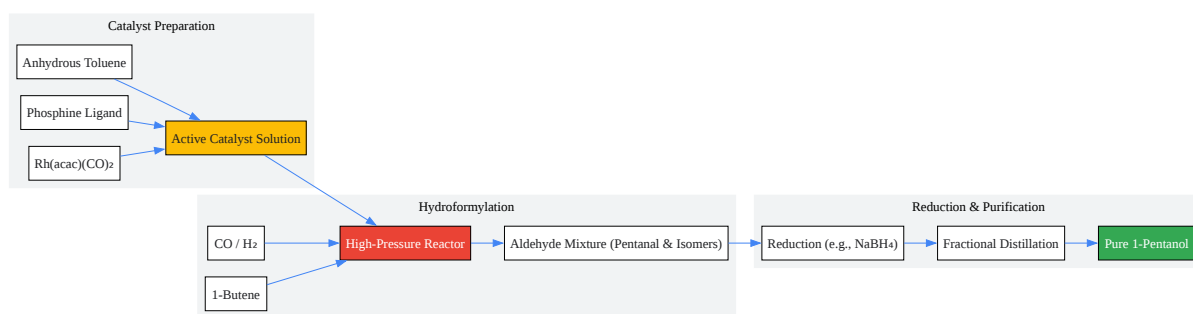 Catalyst Preparation
Anhydrous Toluene
Phosphine Ligand
Rh(acac)(CO)₂
Active Catalyst Solution
Hydroformylation
CO / H₂
1-Butene
High-Pressure Reactor
Aldehyde Mixture (Pentanal & Isomers)
Reduction & Purification
Reduction (e.g., NaBH₄)
Fractional Distillation
Pure 1-Pentanol